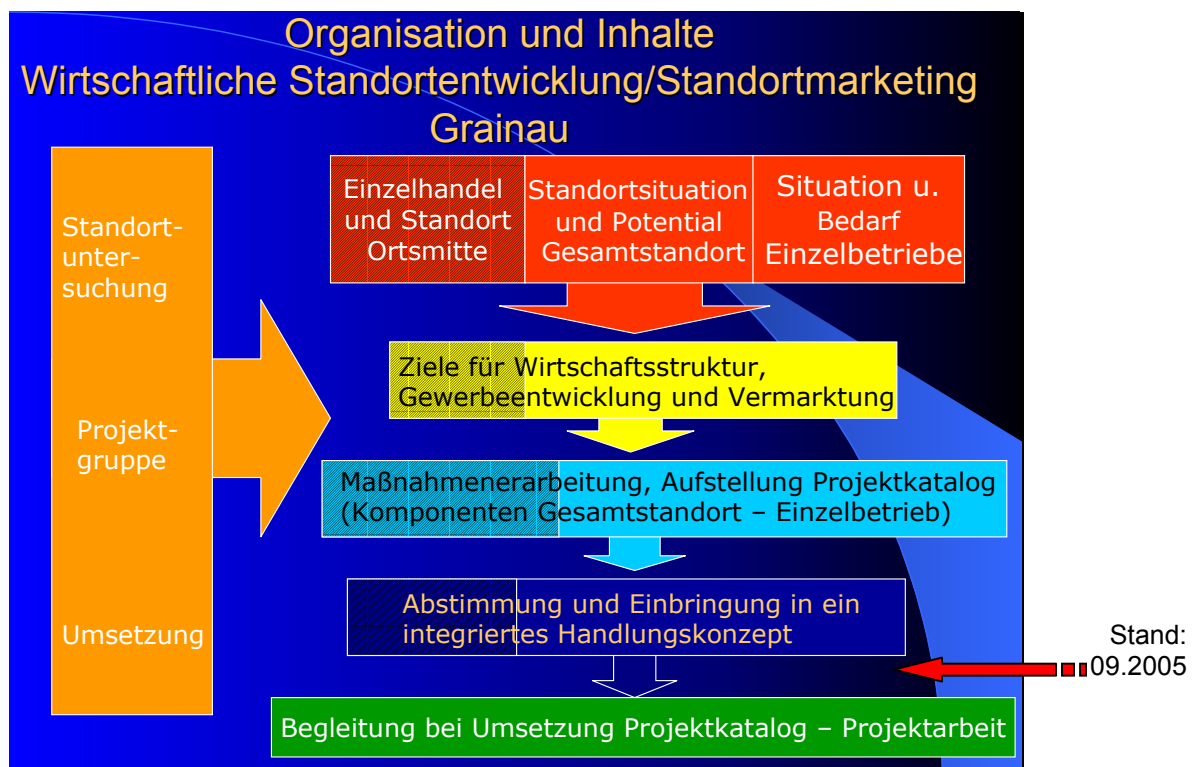 Organisation und Inhalte
Wirtschaftliche Standortentwicklung/Standortmarketing
Grainau
Standort-
unter-
suchung
Projekt-
gruppe
Umsetzung
Einzelhandel
und Standort
Ortsmitte
Standortsituation
und Potential
Gesamtstandort
Situation u.
Bedarf
Einzelbetriebe
Ziele für Wirtschaftsstruktur,
Gewerbeentwicklung und Vermarktung
Maßnahmenerarbeitung, Aufstellung Projektkatalog
(Komponenten Gesamtstandort – Einzelbetrieb)
Abstimmung und Einbringung in ein
integriertes Handlungskonzept
Stand:
09.2005
Begleitung bei Umsetzung Projektkatalog – Projektarbeit